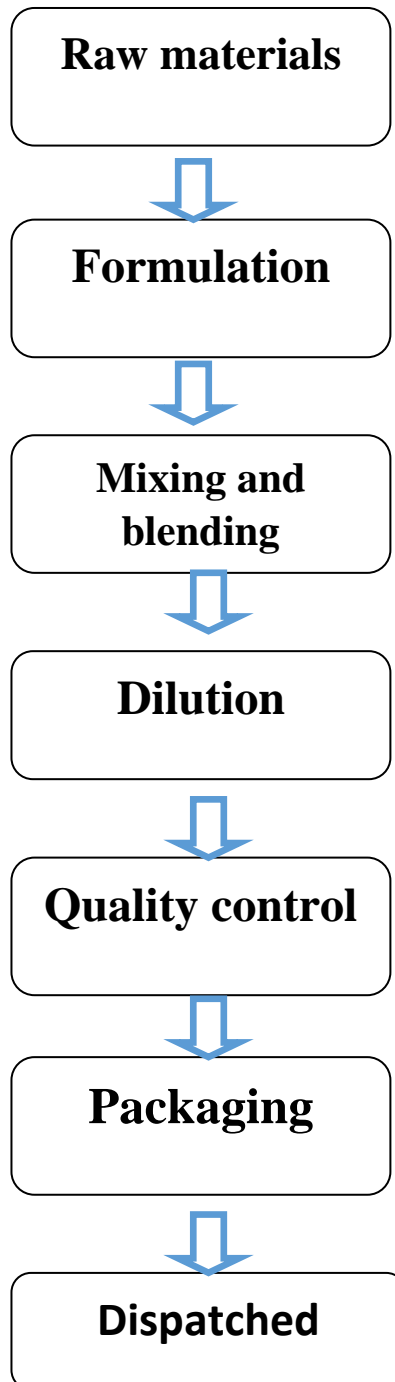 Raw materials
Formulation
Mixing and
blending
Dilution
Quality control
Packaging
Dispatched